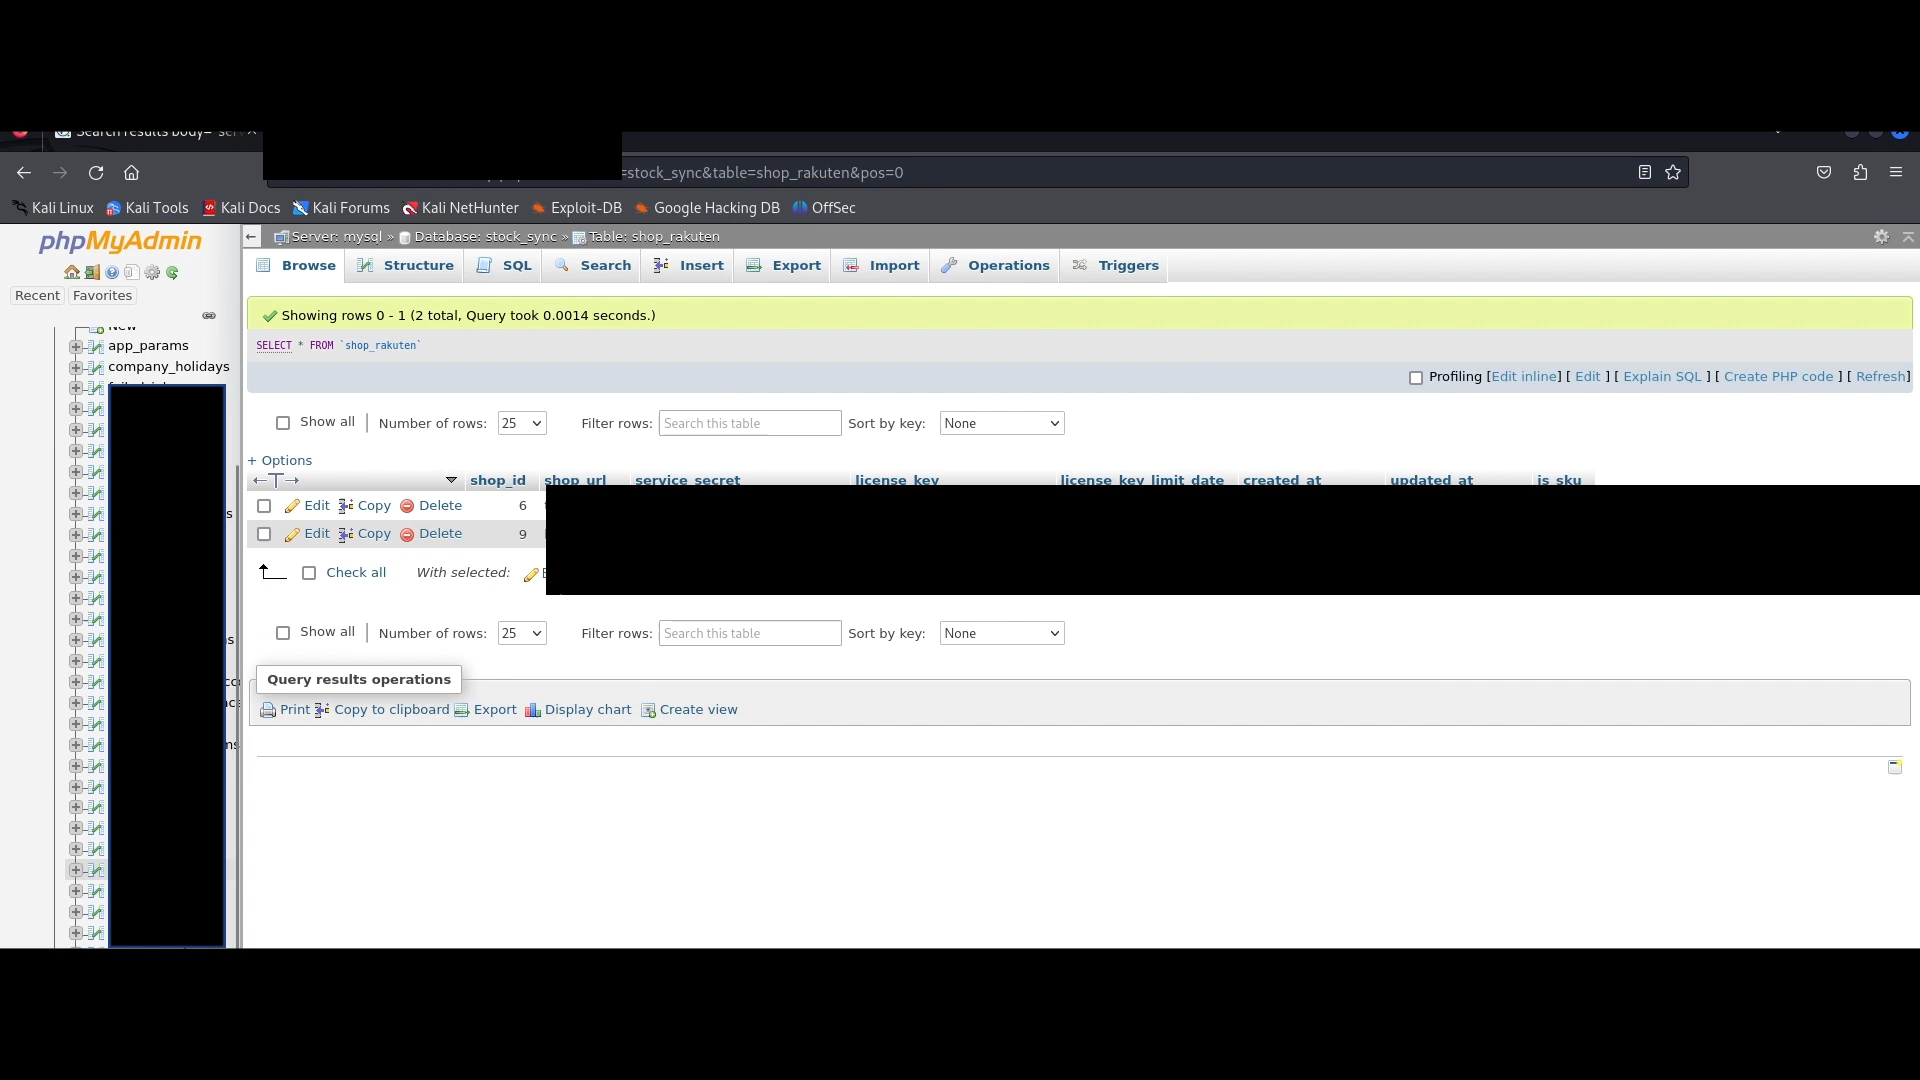 Search results body="ser
=stock_sync&table=shop_rakuten&pos=0
Kali Linux Kali Tools Kali Docs Kali Forums Kali NetHunter Exploit-DB Google Hacking DB OffSec
phpMyAdmin
Recent Favorites
New
app_params
company_holidays
Server: mysql » Database: stock_sync » Table: shop_rakuten
Browse Structure SQL Search Insert Export Import Operations Triggers
Showing rows 0 - 1 (2 total, Query took 0.0014 seconds.)
SELECT * FROM `shop_rakuten`
Profiling [Edit inline] [ Edit ] [ Explain SQL ] [ Create PHP code ] [ Refresh]
Show all Number of rows: 25 Filter rows: Search this table Sort by key: None
+ Options
←T→ shop_id shop_url service_secret license_key license_key_limit_date created_at updated_at is_sku
Edit Copy Delete 6
Edit Copy Delete 9
Check all With selected:
Show all Number of rows: 25 Filter rows: Search this table Sort by key: None
Query results operations
Print Copy to clipboard Export Display chart Create view